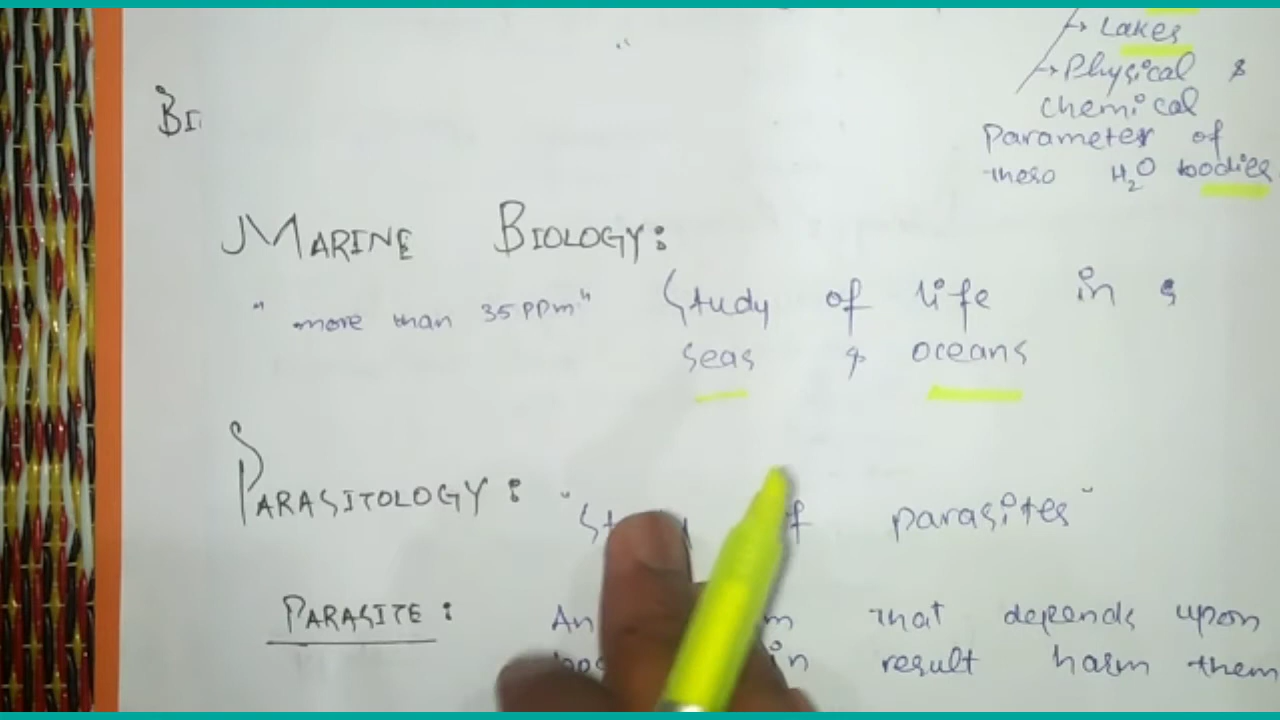 Lakes
Physical &
chemical
Parameter of
these H₂O bodies
BI
MARINE BIOLOGY:
"more than 35 PPm" Study of life in s
seas & oceans
PARASITOLOGY: " of parasites"
PARASITE: An that depends upon
in result harm them